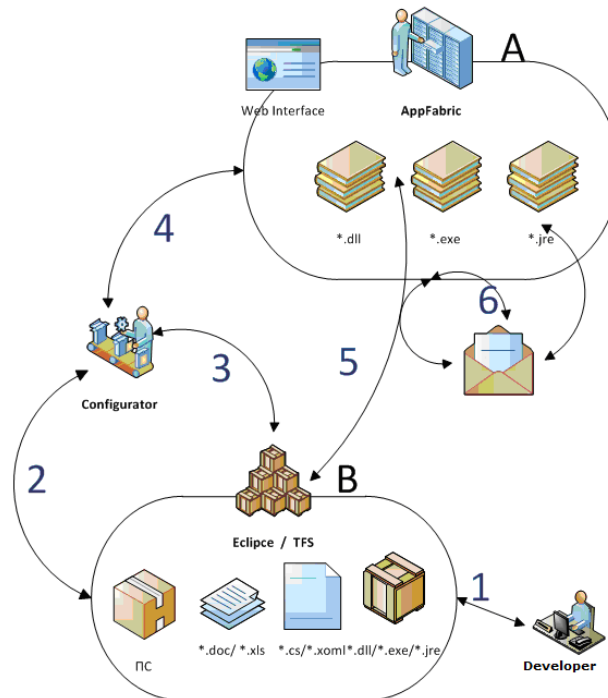 A
Web Interface
AppFabric
*.dll
*.exe
*.jre
4
6
3
5
Configurator
2
B
Eclipce / TFS
1
*.doc/ *.xls
*.cs/*.xoml
*.dll/*.exe/*.jre
ПС
Developer